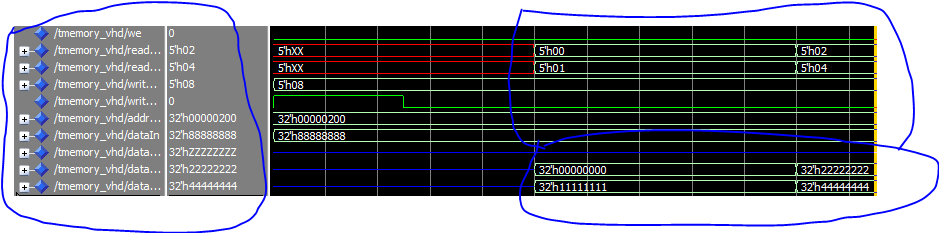 /tmemory_vhd/we 0
/tmemory_vhd/read... 5'h02 5'hXX 5'h00 5'h02
/tmemory_vhd/read... 5'h04 5'hXX 5'h01 5'h04
/tmemory_vhd/writ... 5'h08 5'h08
/tmemory_vhd/writ... 0
/tmemory_vhd/addr... 32'h00000200 32'h00000200
/tmemory_vhd/dataIn 32'h88888888 32'h88888888
/tmemory_vhd/data... 32'hZZZZZZZZ
/tmemory_vhd/data... 32'h22222222 32'h00000000 32'h22222222
/tmemory_vhd/data... 32'h44444444 32'h11111111 32'h44444444